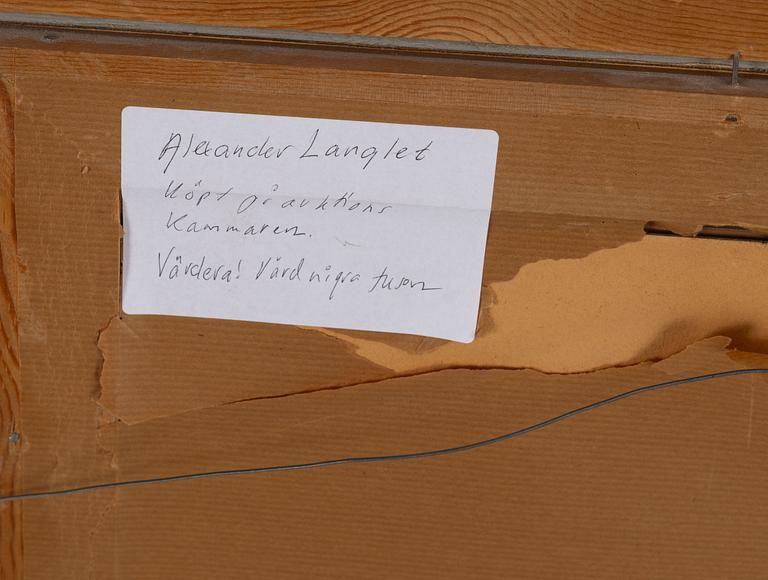 Alexander Langlet
Köpt på auktions
Kammaren.
Värdera! Värd några tusen